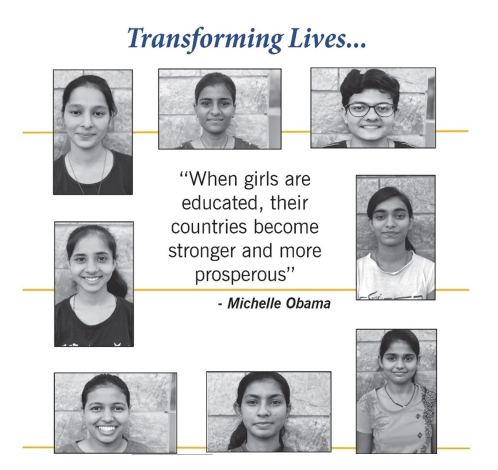 Transforming Lives...
“When girls are
educated, their
countries become
stronger and more
prosperous”
- Michelle Obama